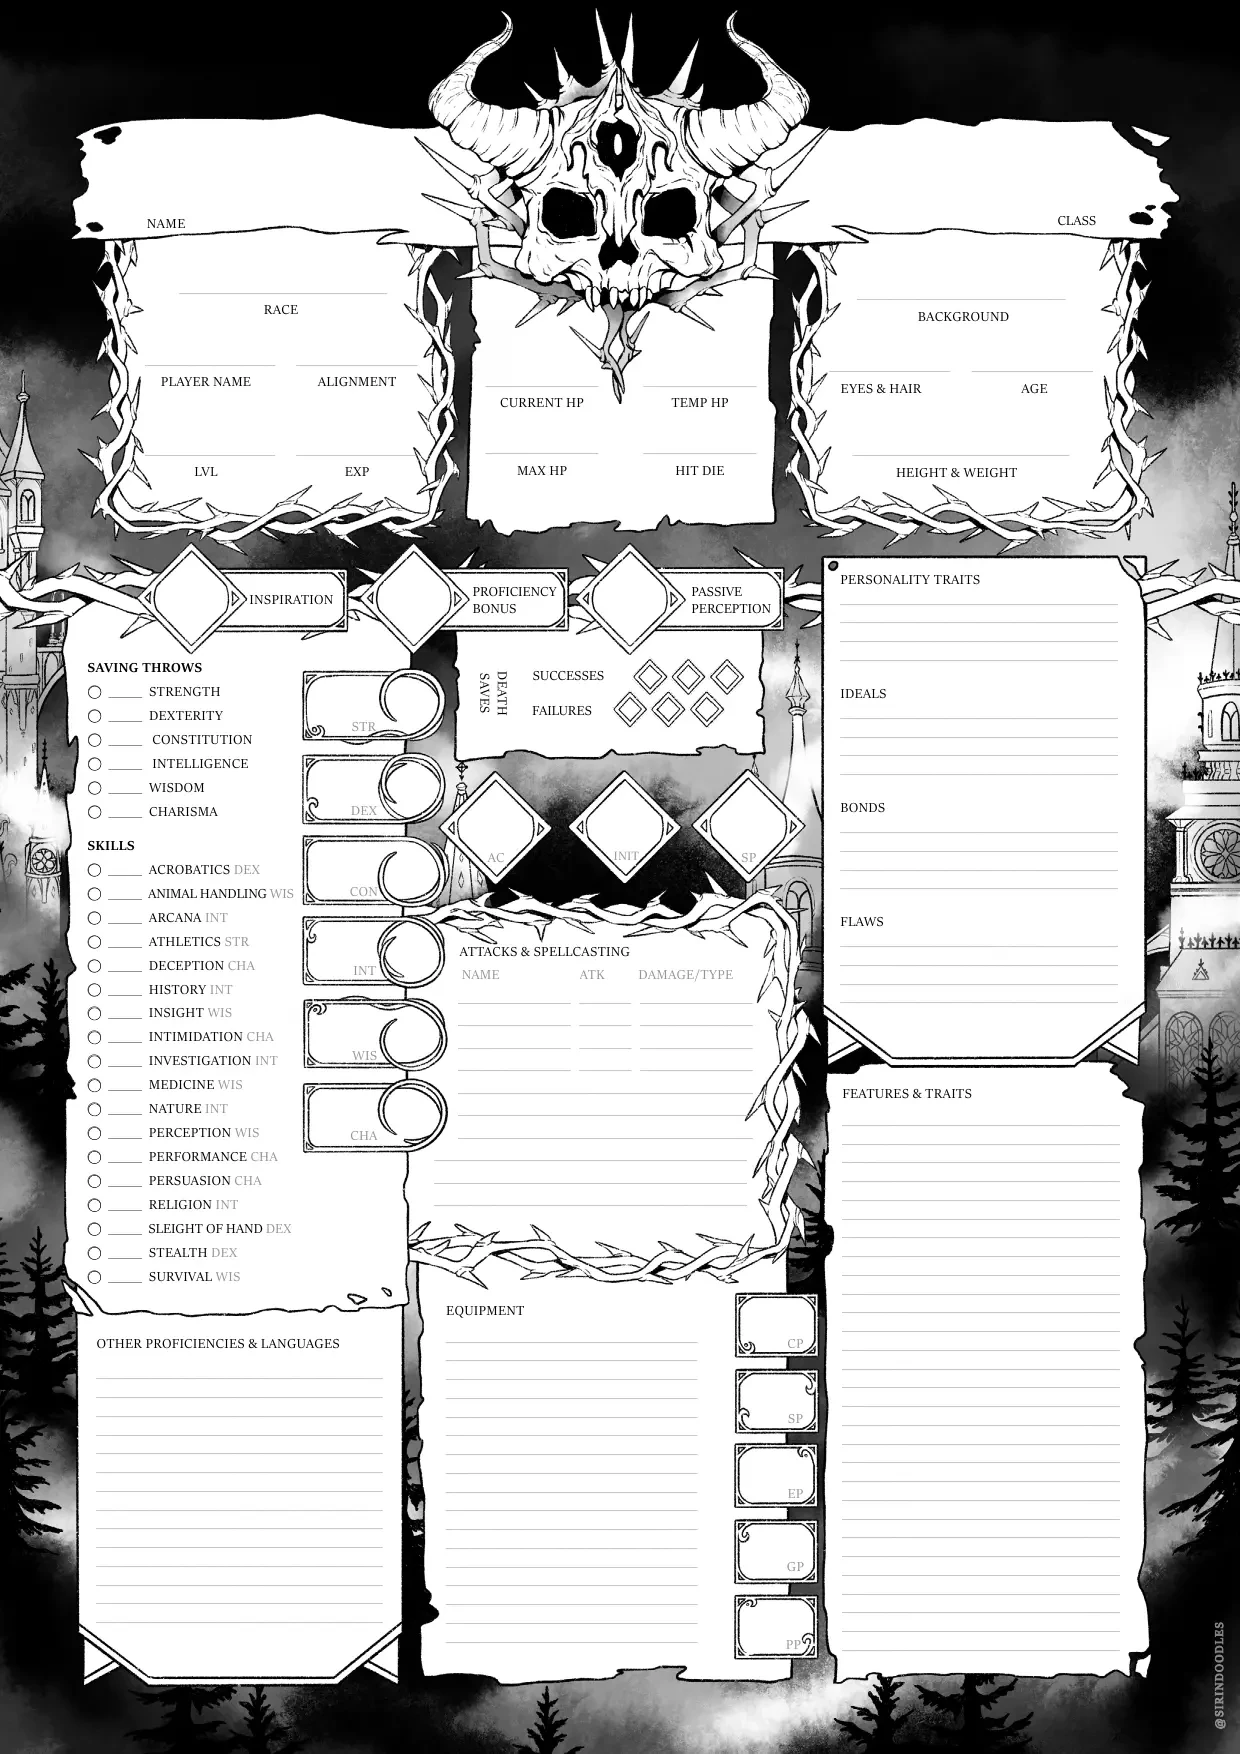 NAME
CLASS
RACE
PLAYER NAME
ALIGNMENT
LVL
EXP
CURRENT HP
TEMP HP
MAX HP
HIT DIE
BACKGROUND
EYES & HAIR
AGE
HEIGHT & WEIGHT
INSPIRATION
PROFICIENCY
BONUS
PASSIVE
PERCEPTION
SAVING THROWS
STRENGTH
DEXTERITY
CONSTITUTION
INTELLIGENCE
WISDOM
CHARISMA
SKILLS
ACROBATICS DEX
ANIMAL HANDLING WIS
ARCANA INT
ATHLETICS STR
DECEPTION CHA
HISTORY INT
INSIGHT WIS
INTIMIDATION CHA
INVESTIGATION INT
MEDICINE WIS
NATURE INT
PERCEPTION WIS
PERFORMANCE CHA
PERSUASION CHA
RELIGION INT
SLEIGHT OF HAND DEX
STEALTH DEX
SURVIVAL WIS
STR
DEX
CON
INT
WIS
CHA
DEATH
SAVES
SUCCESSES
FAILURES
AC
INIT
SP
ATTACKS & SPELLCASTING
NAME ATK DAMAGE/TYPE
OTHER PROFICIENCIES & LANGUAGES
EQUIPMENT
CP
SP
EP
GP
PP
PERSONALITY TRAITS
IDEALS
BONDS
FLAWS
FEATURES & TRAITS
@SIRINDOODLES